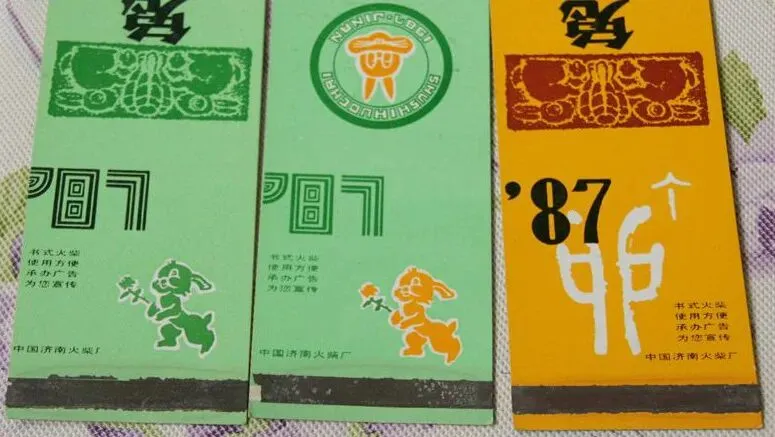 兔
'87
书式火柴
使用方便
承办广告
为您宣传
中国济南火柴厂
1987·JINAN
SHUSHIHUOCHAI
'87
书式火柴
使用方便
承办广告
为您宣传
中国济南火柴厂
兔
'87
书式火柴
使用方便
承办广告
为您宣传
中国济南火柴厂